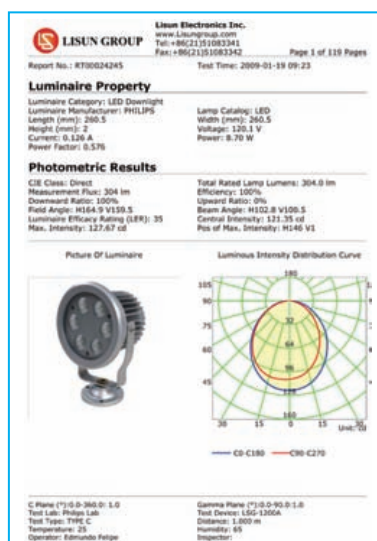 LISUN GROUP
Lisun Electronics Inc.
www.Lisungroup.com
Tel:+86(21)51083341
Fax:+86(21)51083342
Page 1 of 119 Pages
Report No.: RT00024245
Test Time: 2009-01-19 09:23
Luminaire Property
Luminaire Category: LED Downlight
Luminaire Manufacturer: PHILIPS
Lamp Catalog: LED
Length (mm): 260.5
Width (mm): 260.5
Height (mm): 2
Voltage: 120.1 V
Current: 0.126 A
Power: 8.70 W
Power Factor: 0.576
Photometric Results
CIE Class: Direct
Total Rated Lamp Lumens: 304.0 lm
Measurement Flux: 304 lm
Efficiency: 100%
Downward Ratio: 100%
Upward Ratio: 0%
Field Angle: H164.9 V159.5
Beam Angle: H102.8 V100.5
Luminaire Efficacy Rating (LER): 35
Central Intensity: 121.35 cd
Max. Intensity: 127.67 cd
Pos of Max. Intensity: H146 V1
Picture Of Luminaire
Luminous Intensity Distribution Curve
180
105 105
90 90
75 32 75
60 64 60
96
45 128 45
160
30 15 0 15 30
Unit: cd
C0-C180 C90-C270
C Plane (°):0.0-360.0: 1.0
Gamma Plane (°):0.0-90.0:1.0
Test Lab: Philips Lab
Test Device: LSG-1200A
Test Type: TYPE C
Distance: 1.000 m
Temperature: 25
Humidity: 65
Operator: Edmundo Felipe
Inspector: